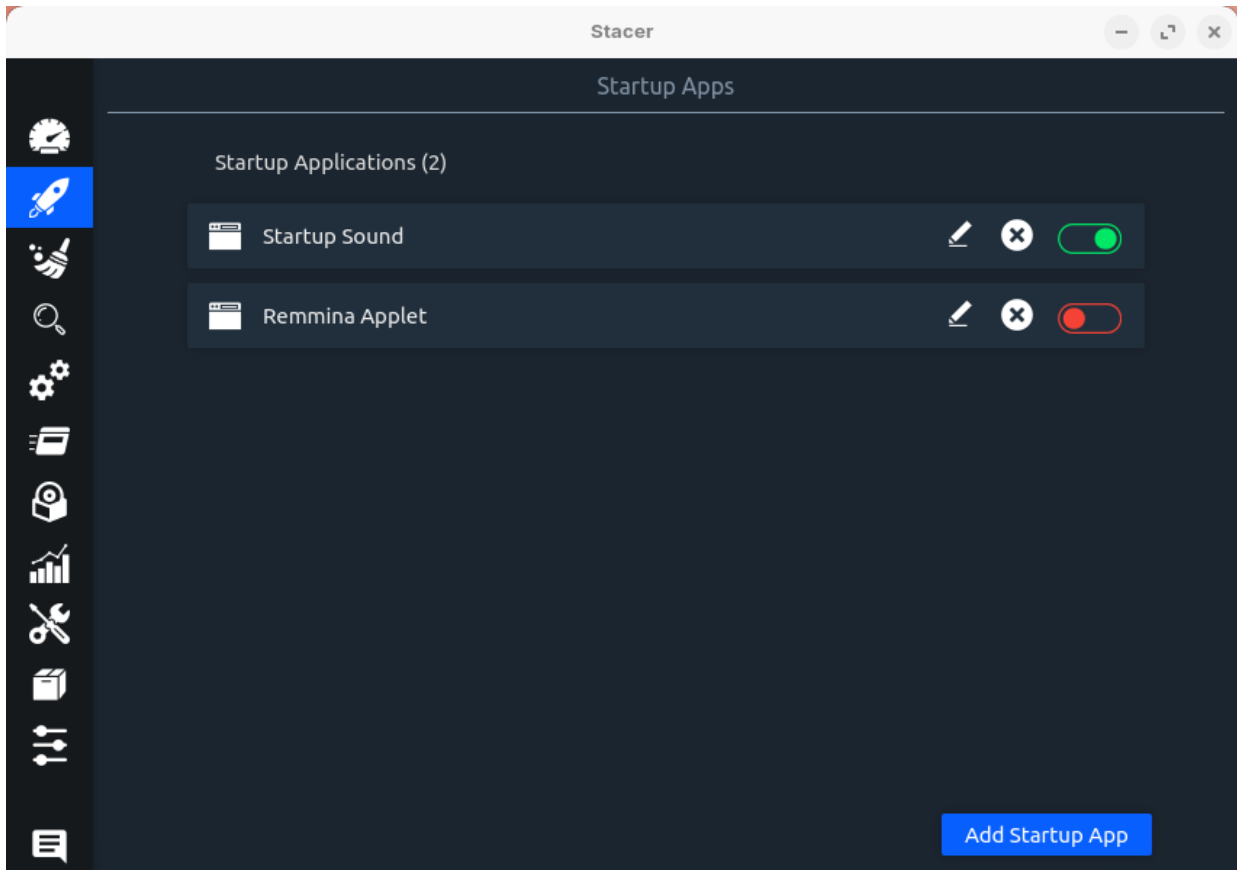 Stacer
Startup Apps
Startup Applications (2)
Startup Sound
Remmina Applet
Add Startup App